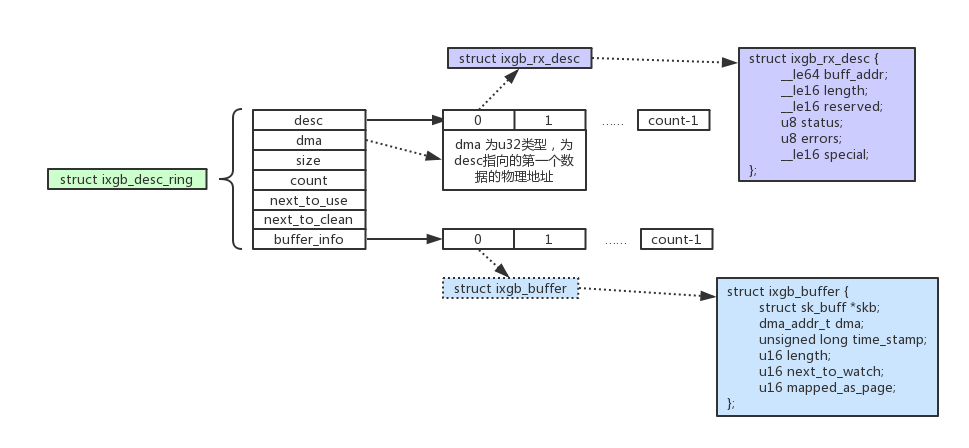 struct ixgb_rx_desc
struct ixgb_rx_desc {
__le64 buff_addr;
__le16 length;
__le16 reserved;
u8 status;
u8 errors;
__le16 special;
};
struct ixgb_desc_ring
desc
dma
size
count
next_to_use
next_to_clean
buffer_info
0
1
......
count-1
dma 为u32类型，为
desc指向的第一个数
据的物理地址
0
1
......
count-1
struct ixgb_buffer
struct ixgb_buffer {
struct sk_buff *skb;
dma_addr_t dma;
unsigned long time_stamp;
u16 length;
u16 next_to_watch;
u16 mapped_as_page;
};